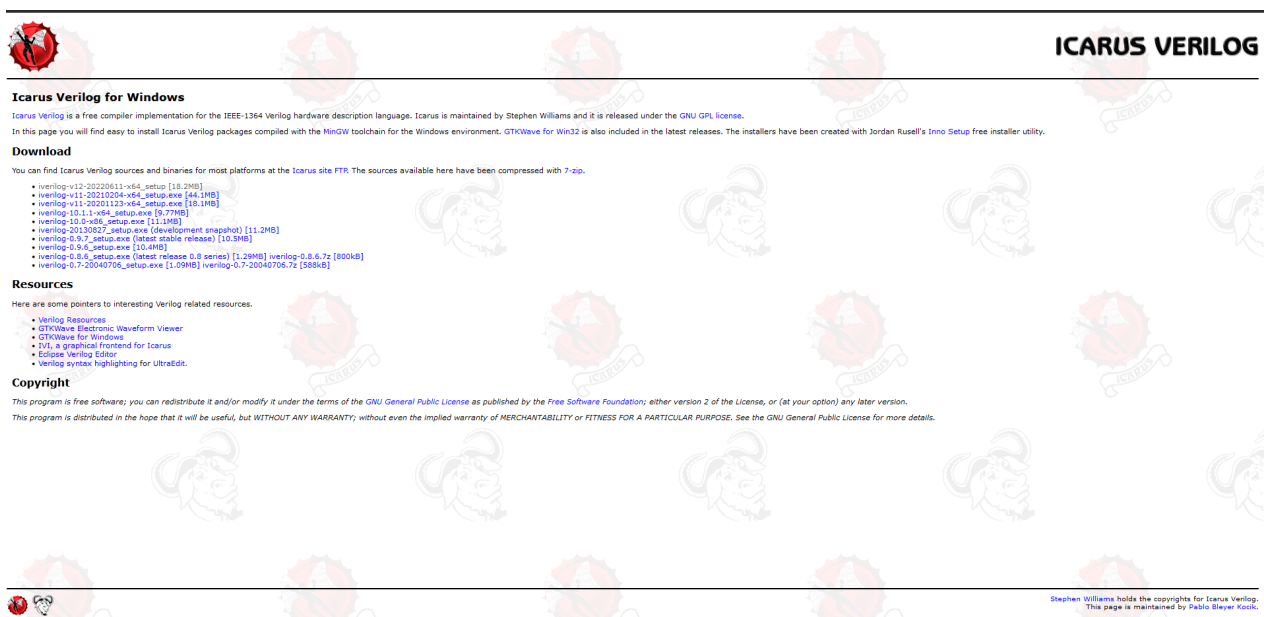 ICARUS VERILOG
Icarus Verilog for Windows
Icarus Verilog is a free compiler implementation for the IEEE-1364 Verilog hardware description language. Icarus is maintained by Stephen Williams and it is released under the GNU GPL license.
In this page you will find easy to install Icarus Verilog packages compiled with the MinGW toolchain for the Windows environment. GTKWave for Win32 is also included in the latest releases. The installers have been created with Jordan Rusell's Inno Setup free installer utility.
Download
You can find Icarus Verilog sources and binaries for most platforms at the Icarus site FTP. The sources available here have been compressed with 7-zip.
• iverilog-v12-20220611-x64_setup [18.2MB]
• iverilog-v11-20210204-x64_setup.exe [44.1MB]
• iverilog-v11-20201123-x64_setup.exe [18.1MB]
• iverilog-10.1.1-x64_setup.exe [9.77MB]
• iverilog-10.0-x86_setup.exe [11.1MB]
• iverilog-20130827_setup.exe (development snapshot) [11.2MB]
• iverilog-0.9.7_setup.exe (latest stable release) [10.5MB]
• iverilog-0.9.6_setup.exe [10.4MB]
• iverilog-0.8.6_setup.exe (latest release 0.8 series) [1.29MB] iverilog-0.8.6.7z [800kB]
• iverilog-0.7-20040706_setup.exe [1.09MB] iverilog-0.7-20040706.7z [588kB]
Resources
Here are some pointers to interesting Verilog related resources.
• Verilog Resources
• GTKWave Electronic Waveform Viewer
• GTKWave for Windows
• IVI, a graphical frontend for Icarus
• Eclipse Verilog Editor
• Verilog syntax highlighting for UltraEdit.
Copyright
This program is free software; you can redistribute it and/or modify it under the terms of the GNU General Public License as published by the Free Software Foundation; either version 2 of the License, or (at your option) any later version.
This program is distributed in the hope that it will be useful, but WITHOUT ANY WARRANTY; without even the implied warranty of MERCHANTABILITY or FITNESS FOR A PARTICULAR PURPOSE. See the GNU General Public License for more details.
Stephen Williams holds the copyrights for Icarus Verilog.
This page is maintained by Pablo Bleyer Kocik.